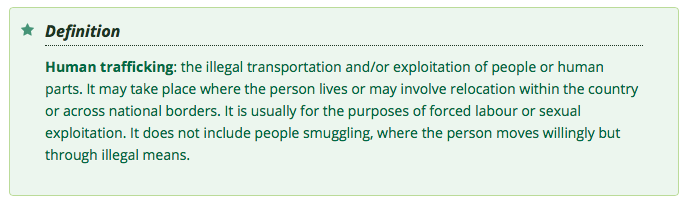 Definition
Human trafficking: the illegal transportation and/or exploitation of people or human
parts. It may take place where the person lives or may involve relocation within the country
or across national borders. It is usually for the purposes of forced labour or sexual
exploitation. It does not include people smuggling, where the person moves willingly but
through illegal means.